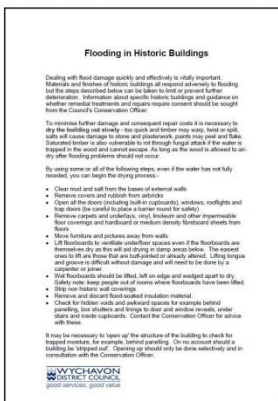 Flooding in Historic Buildings
Dealing with flood damage quickly and effectively is vitally important.
Materials and finishes of historic buildings all respond adversely to flooding
but the steps described below can be taken to limit or prevent further
deterioration. Information about specific historic buildings and guidance on
whether remedial treatments and repairs require consent should be sought
from the Council's Conservation Officer.
To minimise further damage and consequent repair costs it is necessary to
dry the building out slowly - too quick and timber may warp, twist or split,
salts will cause damage to stone and plasterwork, paints may peel and flake.
Saturated timber is also vulnerable to rot through fungal attack if the water is
trapped in the wood and cannot escape. As long as the wood is allowed to air-
dry after flooding problems should not occur.
By using some or all of the following steps, even if the water has not fully
receded, you can begin the drying process:-
• Clear mud and salt from the bases of external walls
• Remove covers and rubbish from airbricks
• Open all the doors (including built-in cupboards), windows, rooflights and
trap doors (be careful to place a barrier round for safety)
• Remove carpets and underlays, vinyl, linoleum and other impermeable
floor coverings and hardboard or medium density fibreboard sheets from
floors
• Move furniture and pictures away from walls
• Lift floorboards to ventilate underfloor spaces even if the floorboards are
themselves dry as this will aid drying in damp areas below. The easiest
ones to lift are those that are butt-jointed or already altered. Lifting tongue
and groove is difficult without damage and will need to be done by a
carpenter or joiner.
• Wet floorboards should be lifted, left on edge and wedged apart to dry.
Safety note: keep people out of rooms where floorboards have been lifted.
• Strip non historic wall coverings
• Remove and discard flood-soaked insulation material.
• Check for hidden voids and awkward spaces for example behind
panelling, box shutters and linings to door and window reveals, under
stairs and inside cupboards. Contact the Conservation Officer for advice
with these.
It may be necessary to 'open up' the structure of the building to check for
trapped moisture, for example, behind panelling. On no account should a
building be 'stripped out'. Opening up should only be done selectively and in
consultation with the Conservation Officer.
WYCHAVON
DISTRICT COUNCIL
good services, good value